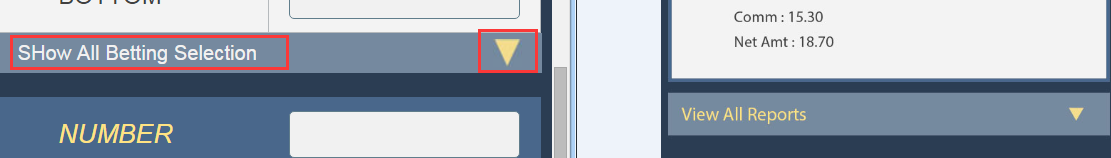 BOTTOM
SHow All Betting Selection
NUMBER
Comm : 15.30
Net Amt : 18.70
View All Reports